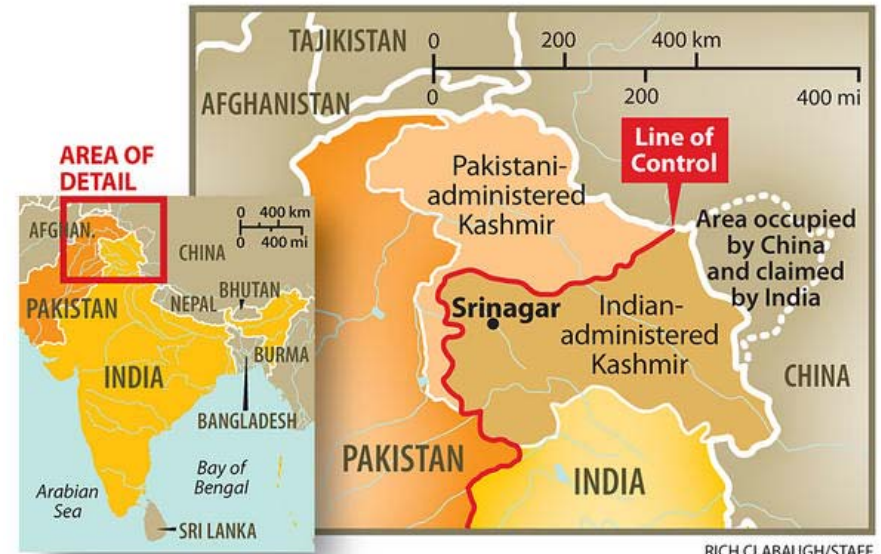 TAJIKISTAN
0 200 400 km
0 200 400 mi
AFGHANISTAN
Line of
Control
Pakistani-
administered
Kashmir
Area occupied
by China
and claimed
by India
Srinagar
Indian-
administered
Kashmir
CHINA
PAKISTAN
INDIA
AREA OF
DETAIL
0 400 km
0 400 mi
AFGHAN.
CHINA
PAKISTAN
NEPAL
BHUTAN
INDIA
BURMA
BANGLADESH
Arabian
Sea
Bay of
Bengal
SRI LANKA
RICH CLABAUGH/STAFF